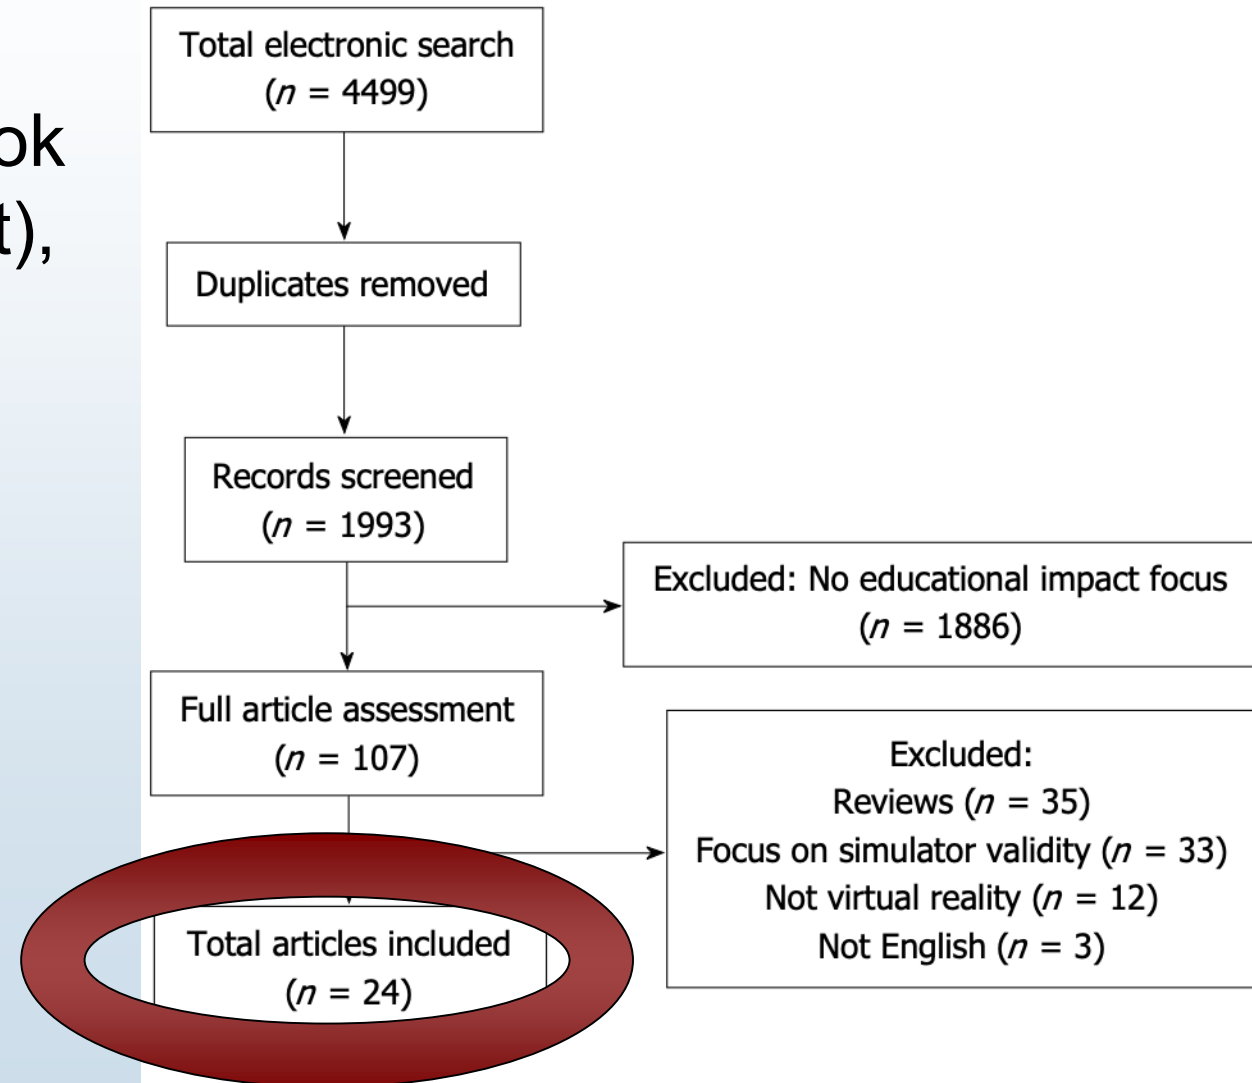 ok
t),
Total electronic search
(n = 4499)
Duplicates removed
Records screened
(n = 1993)
Excluded: No educational impact focus
(n = 1886)
Full article assessment
(n = 107)
Excluded:
Reviews (n = 35)
Focus on simulator validity (n = 33)
Not virtual reality (n = 12)
Not English (n = 3)
Total articles included
(n = 24)